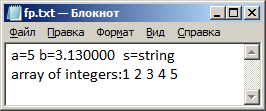 fp.txt — Блокнот
Файл Правка Формат Вид Справка
a=5 b=3.130000  s=string
array of integers:1 2 3 4 5